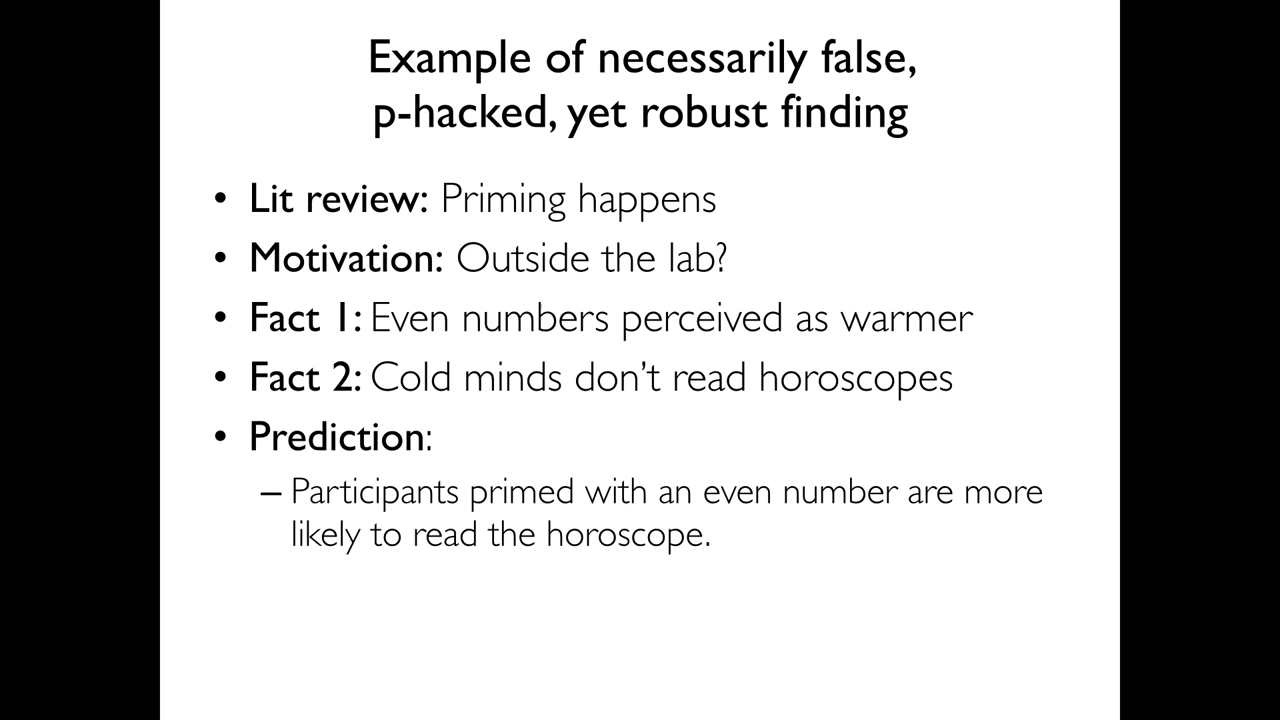 Example of necessarily false,
p-hacked, yet robust finding
• Lit review: Priming happens
• Motivation: Outside the lab?
• Fact 1: Even numbers perceived as warmer
• Fact 2: Cold minds don’t read horoscopes
• Prediction:
– Participants primed with an even number are more
likely to read the horoscope.